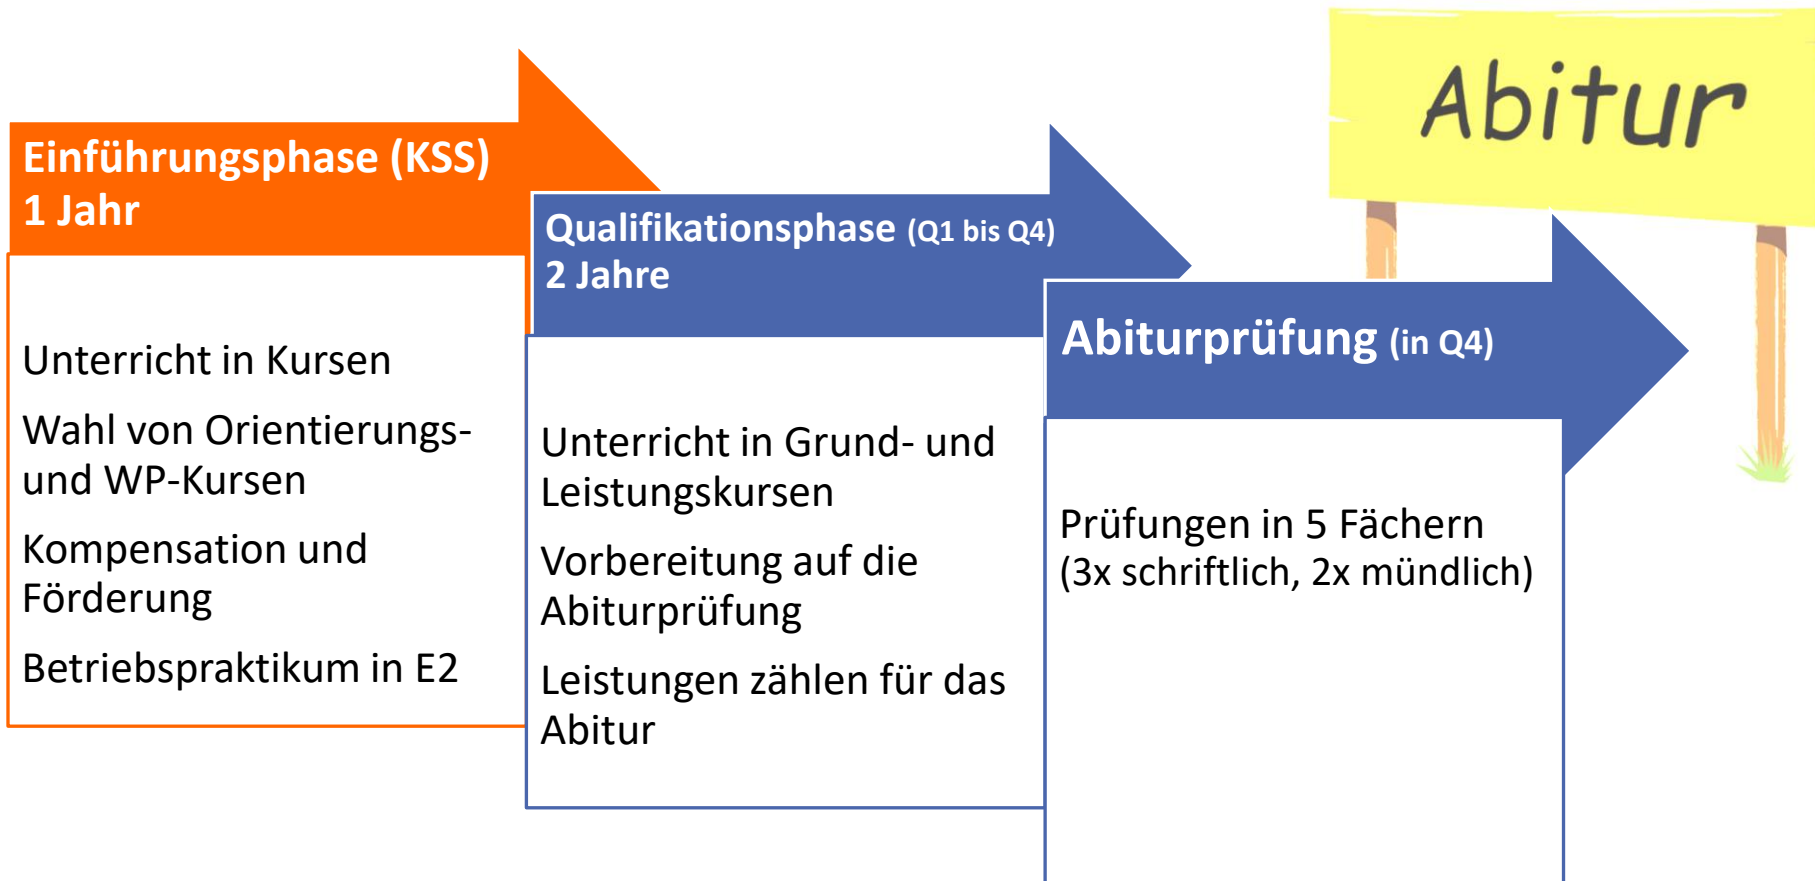 Abitur
Einführungsphase (KSS)
1 Jahr
Unterricht in Kursen
Wahl von Orientierungs-
und WP-Kursen
Kompensation und
Förderung
Betriebspraktikum in E2
Qualifikationsphase (Q1 bis Q4)
2 Jahre
Unterricht in Grund- und
Leistungskursen
Vorbereitung auf die
Abiturprüfung
Leistungen zählen für das
Abitur
Abiturprüfung (in Q4)
Prüfungen in 5 Fächern
(3x schriftlich, 2x mündlich)